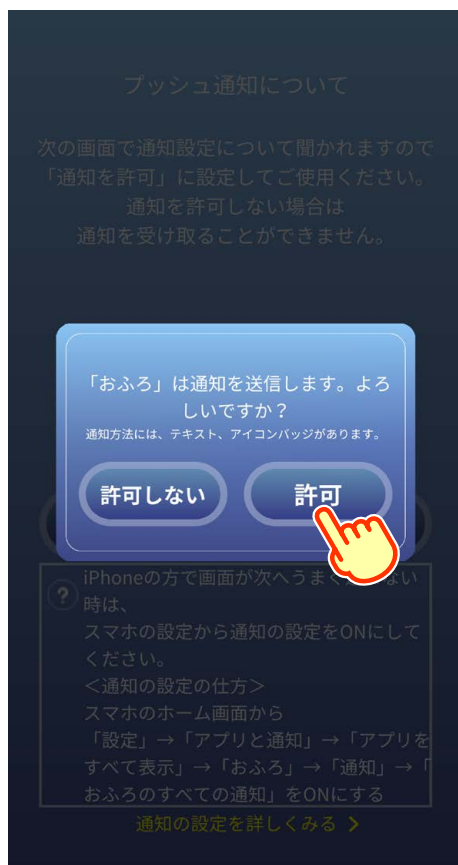 プッシュ通知について
次の画面で通知設定について聞かれますので
「通知を許可」に設定してご使用ください。
通知を許可しない場合は
通知を受け取ることができません。
「おふろ」は通知を送信します。よろ
しいですか？
通知方法には、テキスト、アイコンバッジがあります。
許可しない
許可
?
iPhoneの方で画面が次へうまく ない
時は、
スマホの設定から通知の設定をONにして
ください。
＜通知の設定の仕方＞
スマホのホーム画面から
「設定」→「アプリと通知」→「アプリを
すべて表示」→「おふろ」→「通知」→「
おふろのすべての通知」をONにする
通知の設定を詳しくみる >